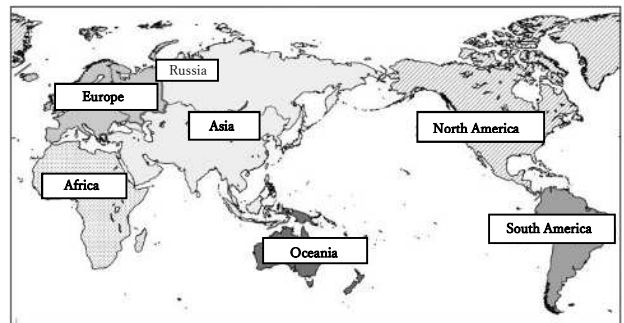 Russia
Europe
Asia
North America
Africa
South America
Oceania